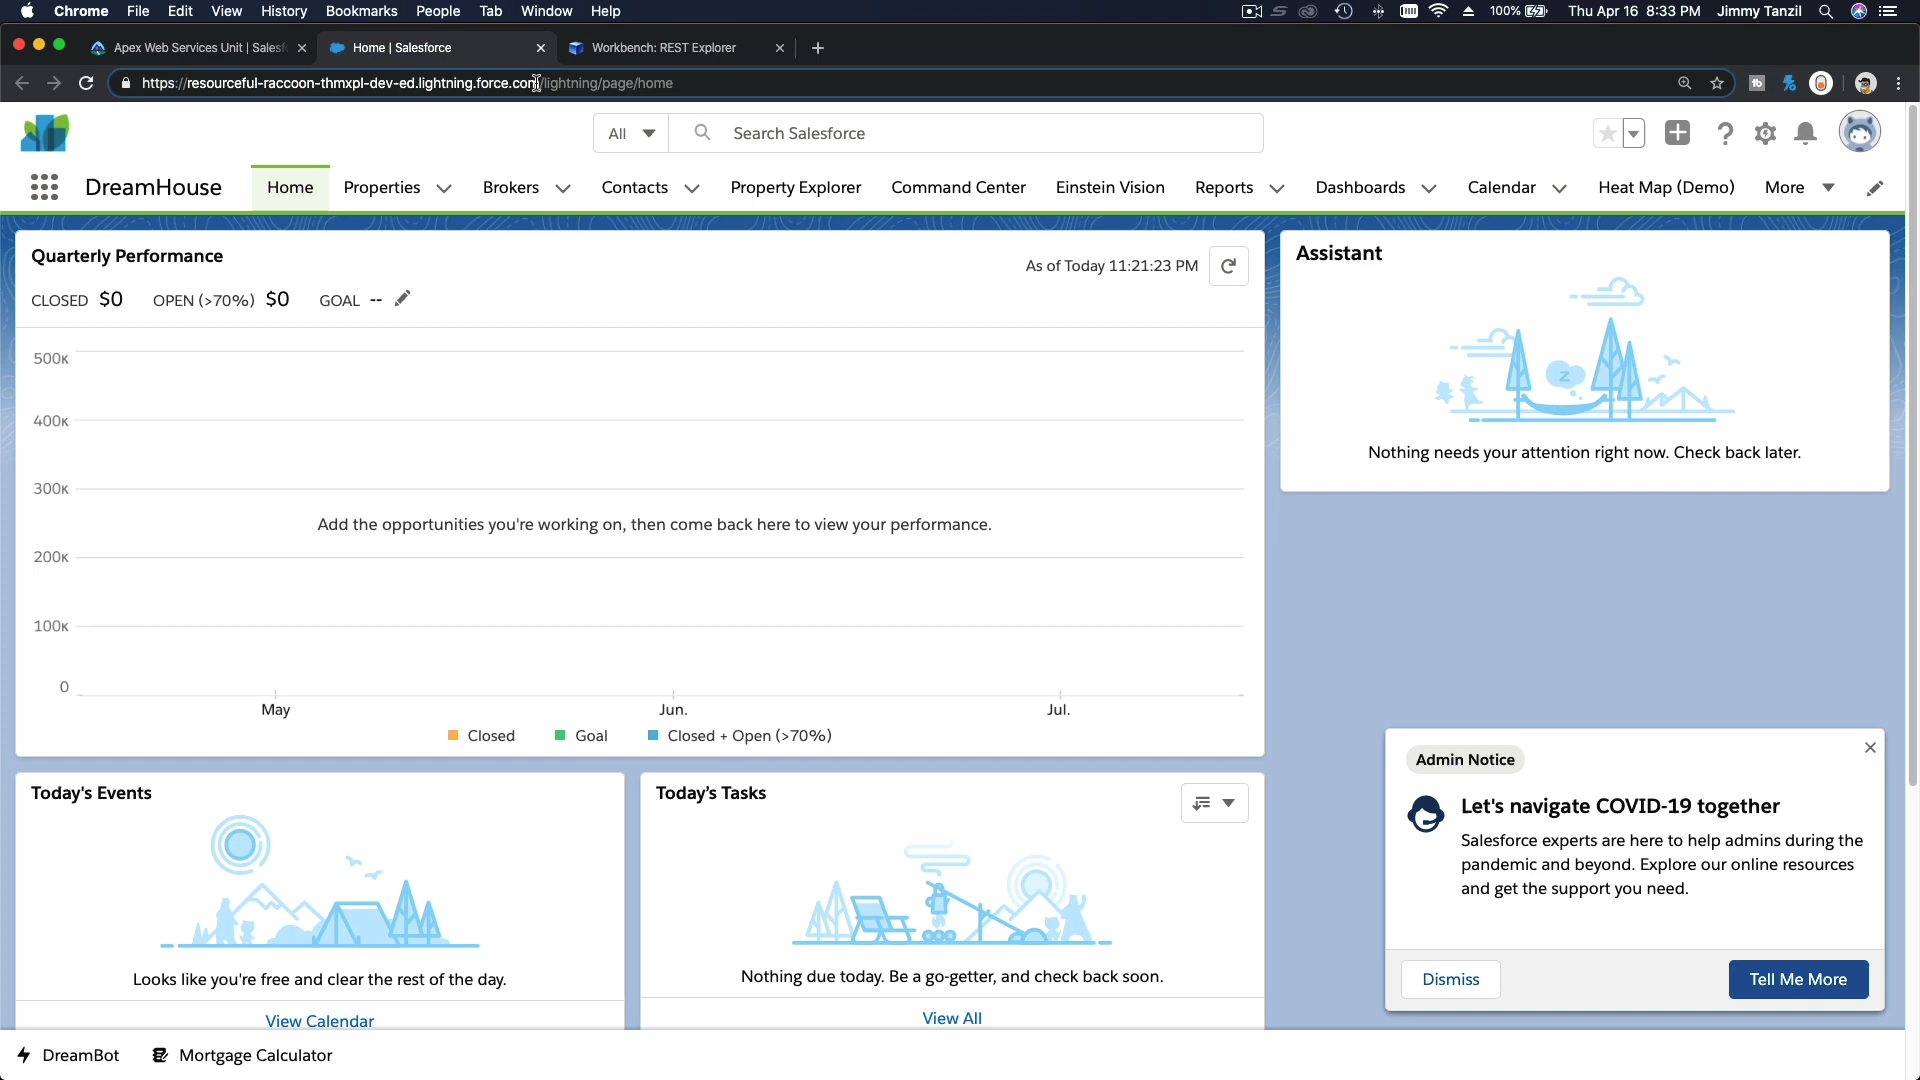 Chrome File Edit View History Bookmarks People Tab Window Help 100% Thu Apr 16 8:33 PM Jimmy Tanzil
Apex Web Services Unit | Salesf Home | Salesforce Workbench: REST Explorer
https://resourceful-raccoon-thmxpl-dev-ed.lightning.force.com/lightning/page/home
All Search Salesforce
DreamHouse Home Properties Brokers Contacts Property Explorer Command Center Einstein Vision Reports Dashboards Calendar Heat Map (Demo) More
Quarterly Performance
As of Today 11:21:23 PM
CLOSED $0 OPEN (>70%) $0 GOAL --
500K
400K
300K
Add the opportunities you're working on, then come back here to view your performance.
200K
100K
0
May Jun. Jul.
Closed Goal Closed + Open (>70%)
Assistant
Z
Nothing needs your attention right now. Check back later.
Today's Events
Looks like you're free and clear the rest of the day.
View Calendar
Today's Tasks
Nothing due today. Be a go-getter, and check back soon.
View All
Admin Notice
Let's navigate COVID-19 together
Salesforce experts are here to help admins during the
pandemic and beyond. Explore our online resources
and get the support you need.
Dismiss Tell Me More
DreamBot Mortgage Calculator